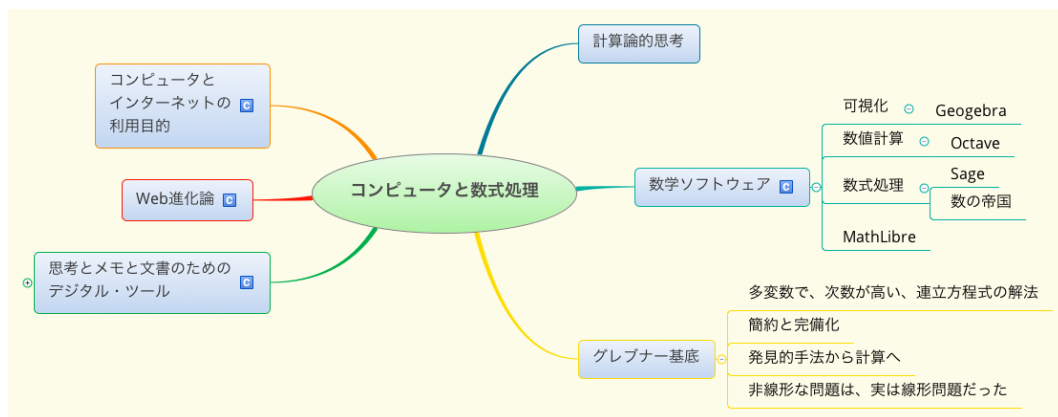 計算論的思考
コンピュータと
インターネットの
利用目的
C
可視化
Geogebra
数値計算
Octave
コンピュータと数式処理
数学ソフトウェア
C
数式処理
Sage
数の帝国
MathLibre
Web進化論
C
思考とメモと文書のための
デジタル・ツール
C
グレブナー基底
多変数で、次数が高い、連立方程式の解法
簡約と完備化
発見的手法から計算へ
非線形な問題は、実は線形問題だった